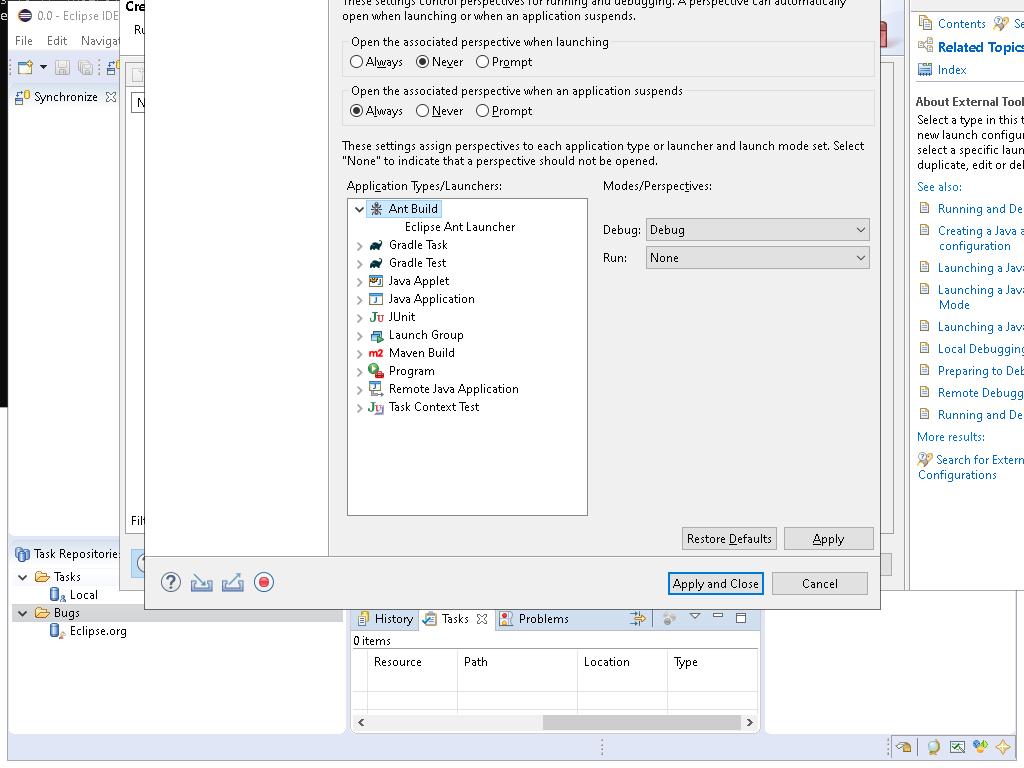 0.0 - Eclipse IDE
File Edit Navigat
Synchronize
Task Repositorie
Tasks
Local
Bugs
Eclipse.org
Cre
Ru
N
Filt
These settings control perspectives for running and debugging. A perspective can automatically
open when launching or when an application suspends.
Open the associated perspective when launching
Always Never Prompt
Open the associated perspective when an application suspends
Always Never Prompt
These settings assign perspectives to each application type or launcher and launch mode set. Select
"None" to indicate that a perspective should not be opened.
Application Types/Launchers:
Ant Build
Eclipse Ant Launcher
Gradle Task
Gradle Test
Java Applet
Java Application
JUnit
Launch Group
m2 Maven Build
Program
Remote Java Application
Task Context Test
Modes/Perspectives:
Debug: Debug
Run: None
Restore Defaults Apply
Apply and Close Cancel
History Tasks Problems
0 items
Resource Path Location Type
Contents Se
Related Topics
Index
About External Tool
Select a type in this t
new launch configur
select a specific laun
duplicate, edit or del
See also:
Running and De
Creating a Java a
configuration
Launching a Java
Launching a Java
Mode
Launching a Java
Local Debugging
Preparing to Deb
Remote Debugg
Running and De
More results:
Search for Extern
Configurations